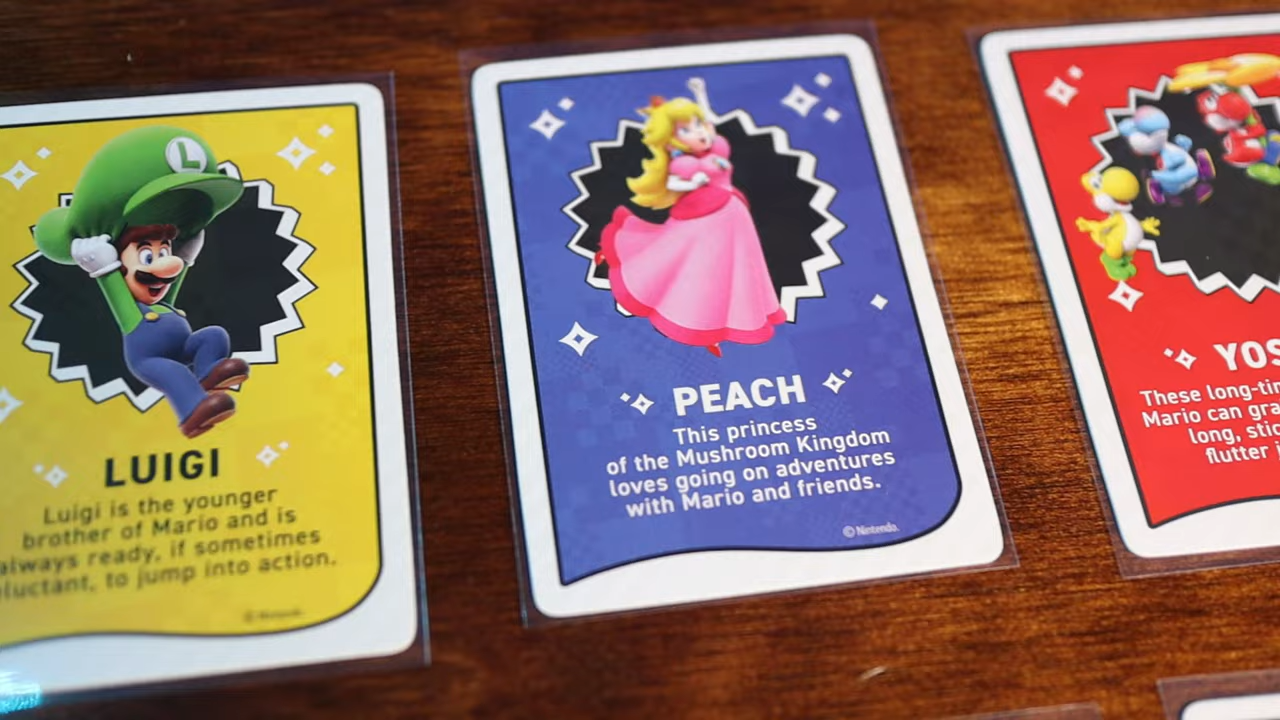 L
LUIGI
Luigi is the younger
brother of Mario and is
always ready, if sometimes
to jump into action.
© Nintendo.
PEACH
This princess
of the Mushroom Kingdom
loves going on adventures
with Mario and friends.
© Nintendo.
YOS
These long-tim
Mario can gra
long, stic
flutter j